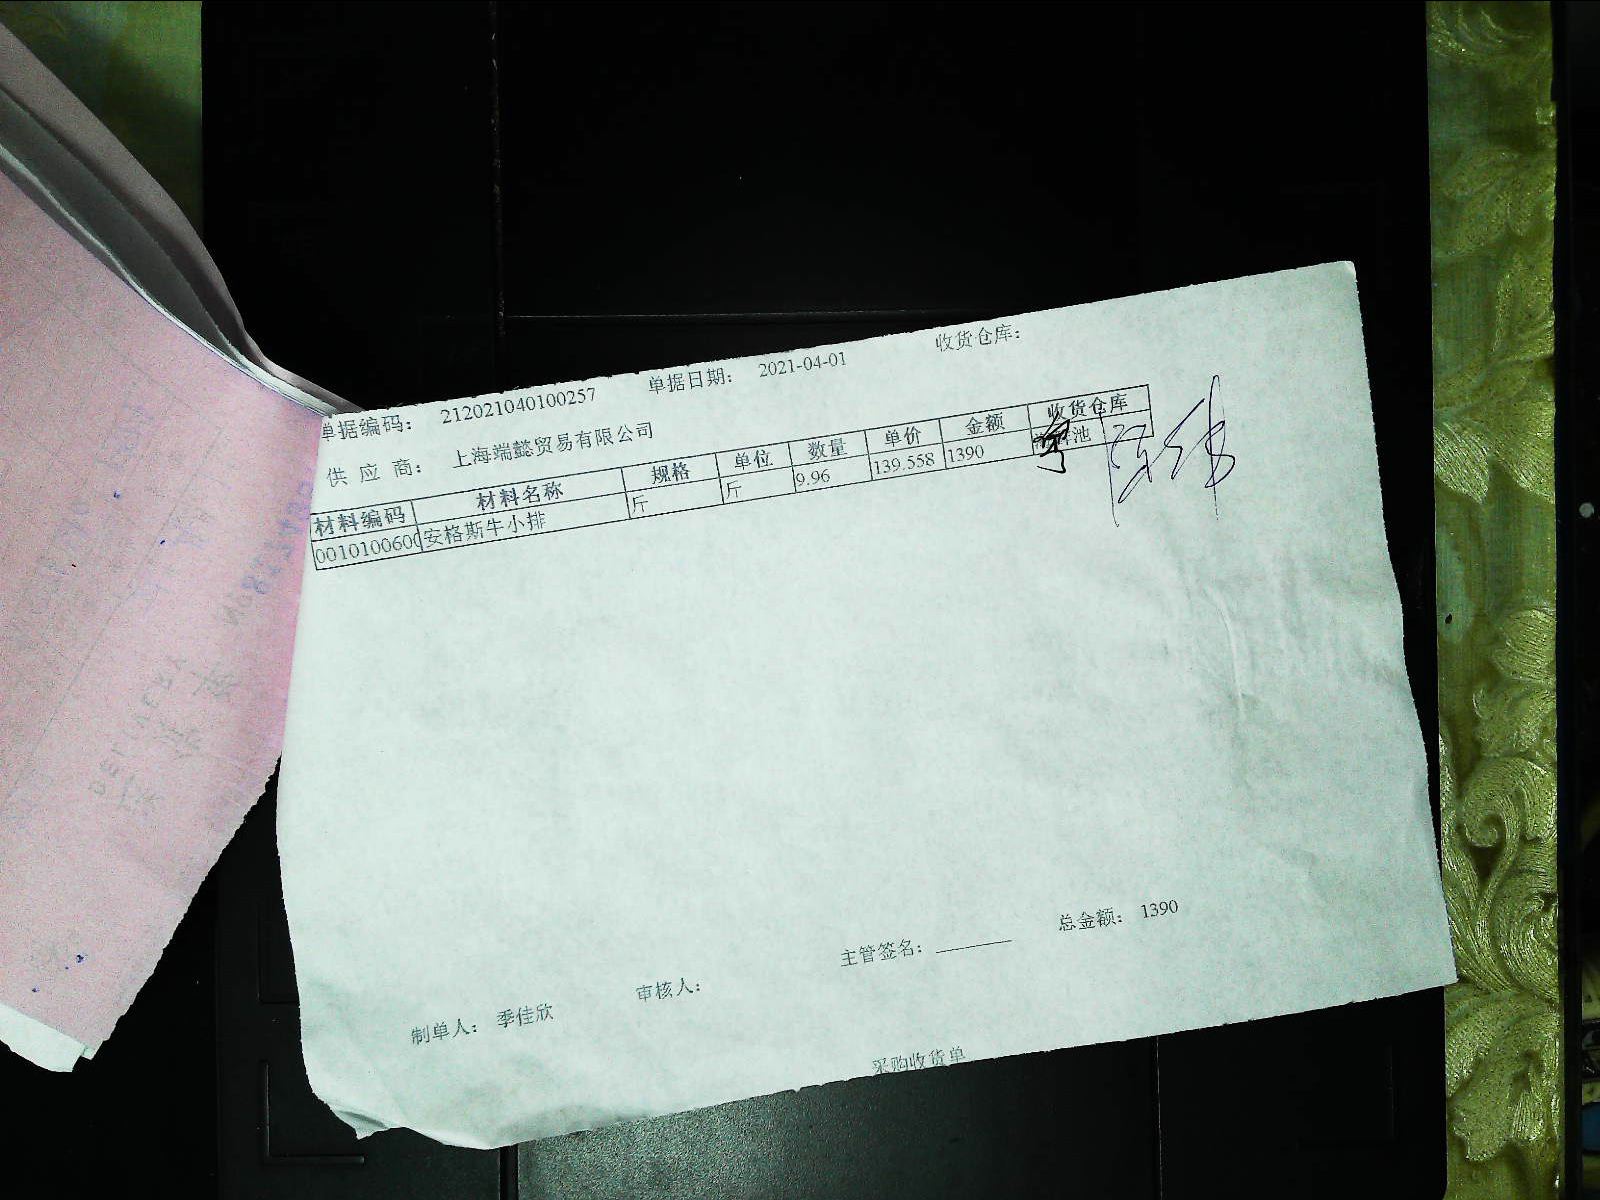 单据编码： 212021040100257 单据日期： 2021-04-01 收货仓库：
供 应 商： 上海端懿贸易有限公司
材料编码 材料名称 规格 单位 数量 单价 金额 收货仓库
0010100600 安格斯牛小排 斤 斤 9.96 139.558 1390
总金额： 1390
主管签名：
审核人：
制单人： 季佳欣
采购收货单